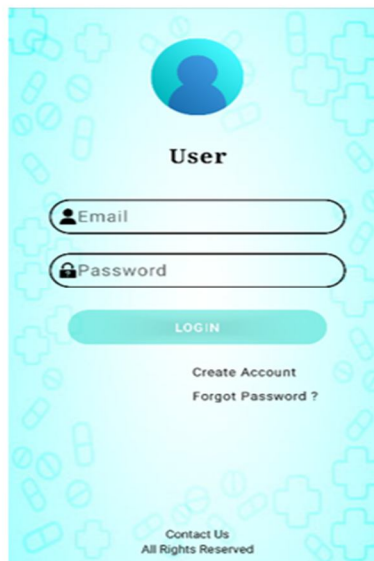 User
Email
Password
LOGIN
Create Account
Forgot Password ?
Contact Us
All Rights Reserved